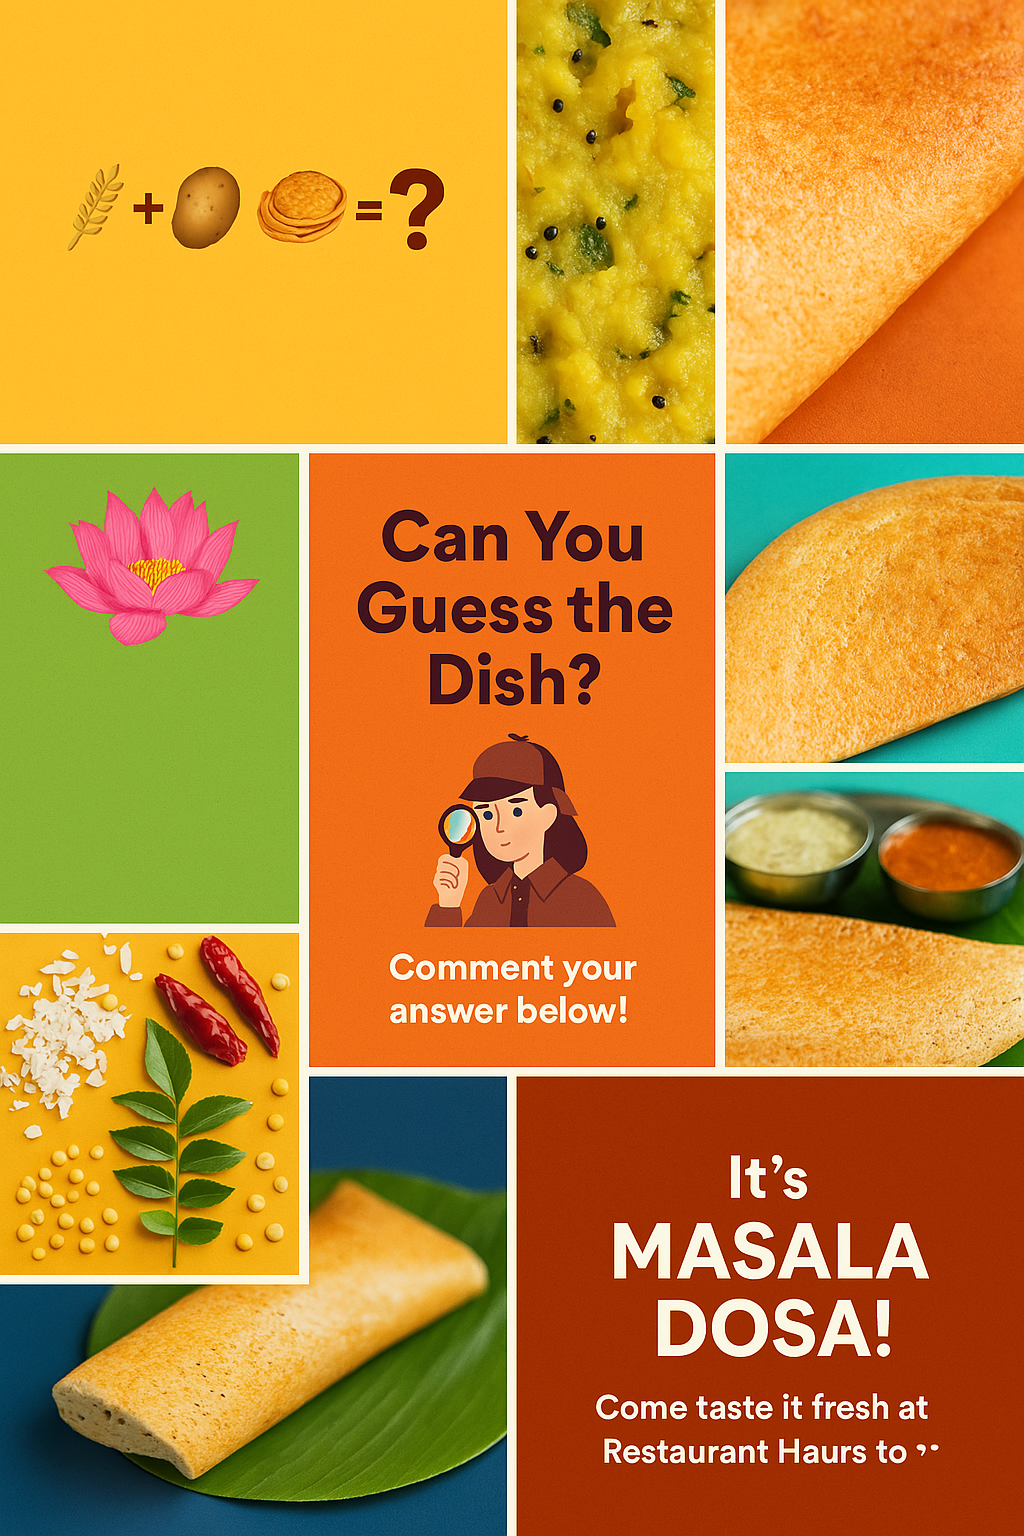 + = ?
Can You
Guess the
Dish?
Comment your
answer below!
It's
MASALA
DOSA!
Come taste it fresh at
Restaurant Haurs to